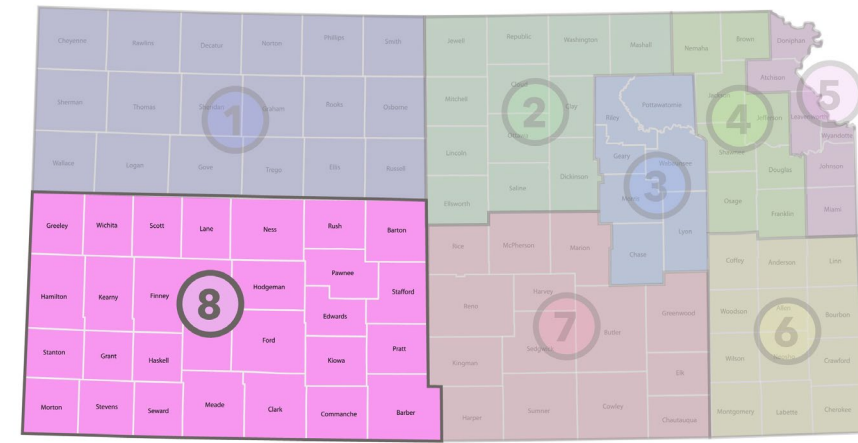 Cheyenne Rawlins Decatur Norton Phillips Smith Jewell Republic Washington Mashall Nemaha Brown Doniphan
Atchison
Sherman Thomas Sheridan Graham Rooks Osborne Mitchell Cloud Clay Riley Pottawatomie Jackson Jefferson Leavenworth
1 2 4 5
Wyandotte
Wallace Logan Gove Trego Ellis Russell Lincoln Ottawa Geary Wabaunsee Shawnee Douglas Johnson
Ellsworth Saline Dickinson Morris 3 Osage Franklin Miami
Greeley Wichita Scott Lane Ness Rush Barton Rice McPherson Marion Chase Lyon
Pawnee Coffey Anderson Linn
Hamilton Kearny Finney 8 Hodgeman Stafford Reno Harvey Greenwood Woodson Allen Bourbon
Edwards Sedgwick 7 Butler 6
Stanton Grant Haskell Ford Kiowa Pratt Kingman Elk Wilson Crawford
Morton Stevens Seward Meade Clark Commanche Barber Harper Sumner Cowley Chautauqua Montgomery Labette Cherokee